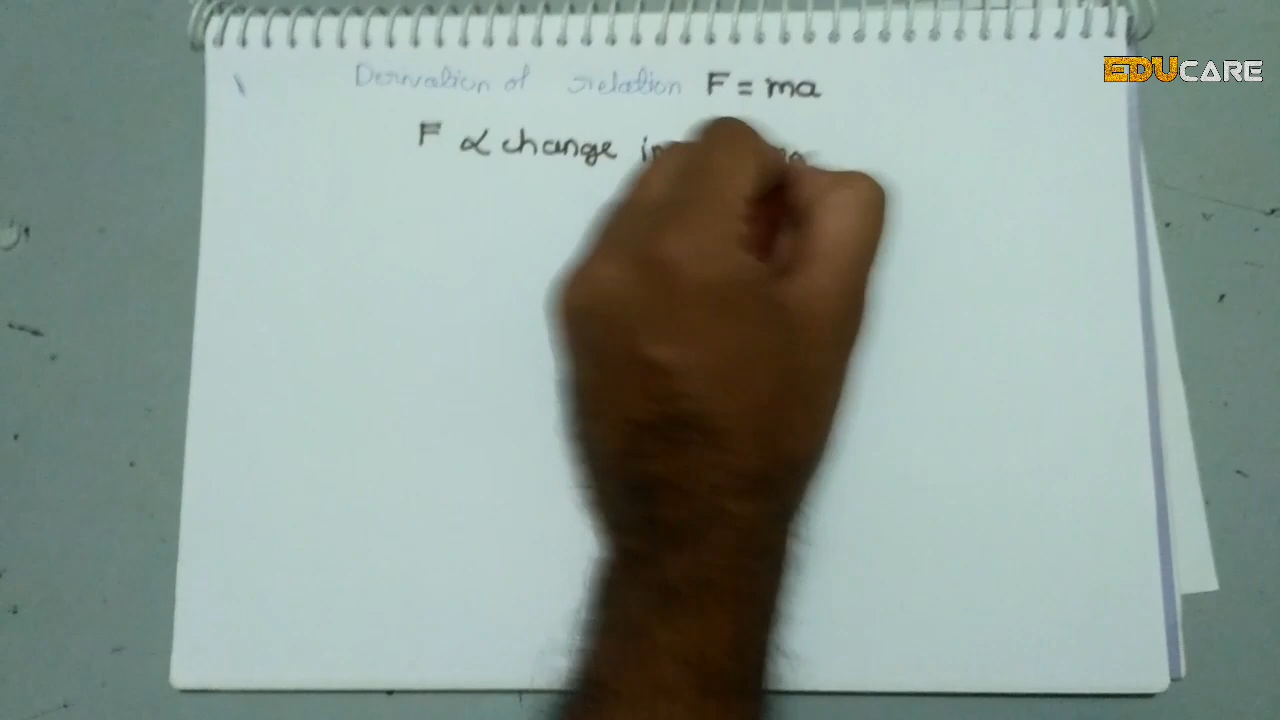 EDUCARE
Derivation of relation F = ma
F ∝ change in